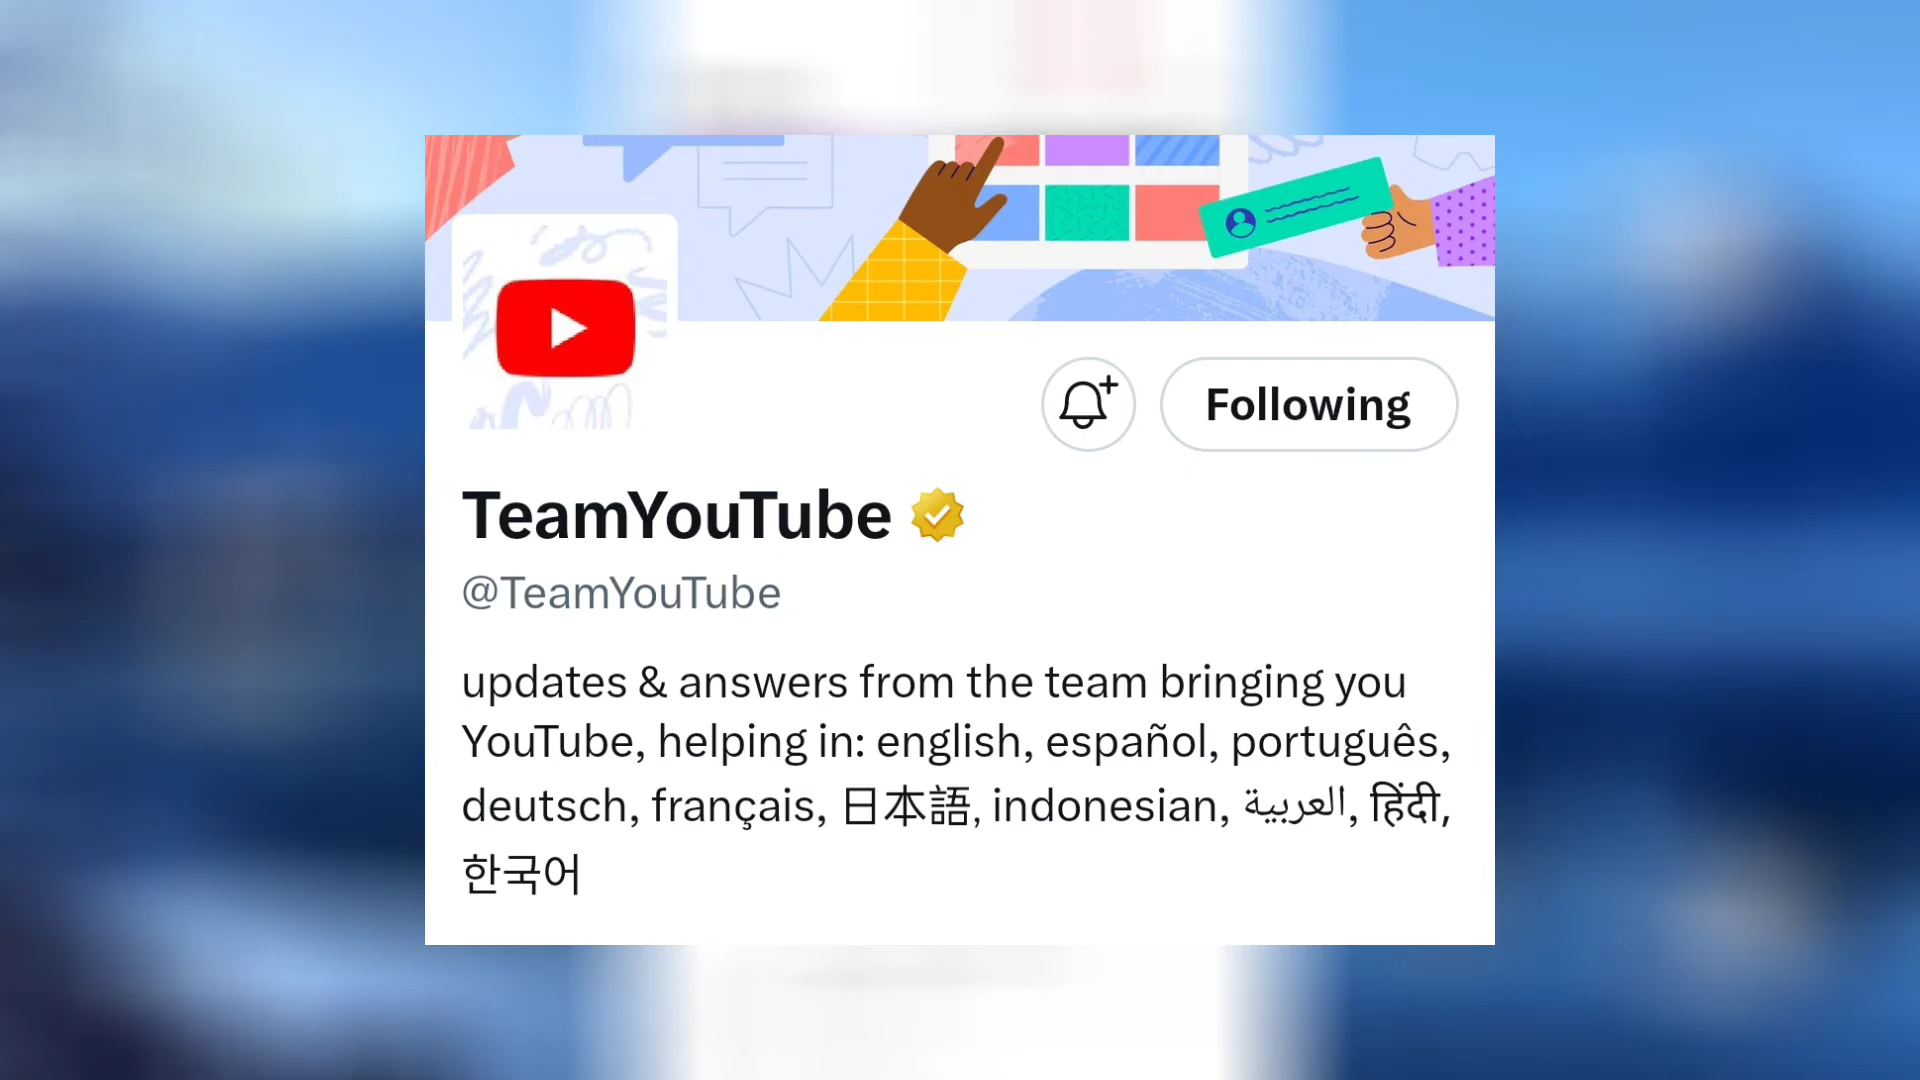 Following
TeamYouTube
@TeamYouTube
updates & answers from the team bringing you
YouTube, helping in: english, español, português,
deutsch, français, 日本語, indonesian, العربية, हिंदी,
한국어